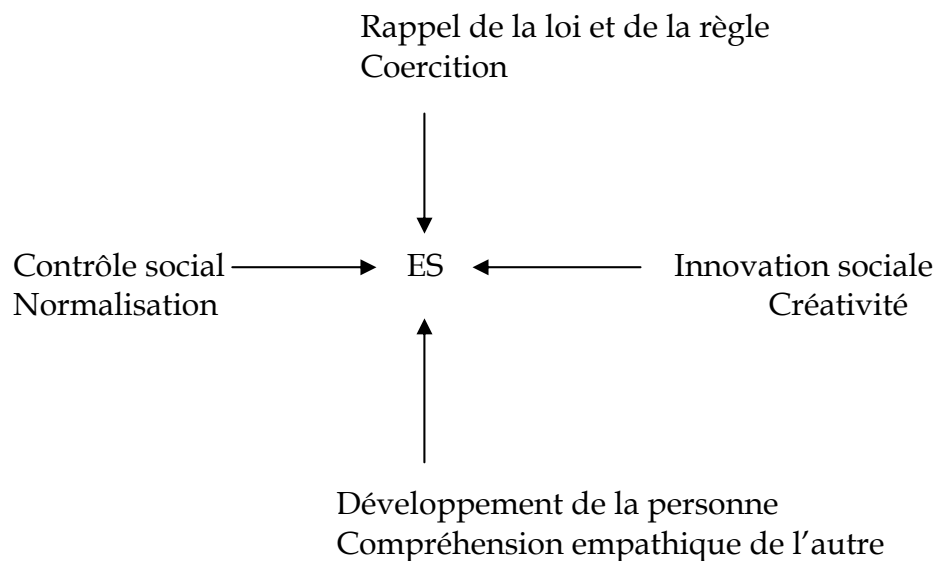 Rappel de la loi et de la règle
Coercition
Contrôle social
Normalisation
ES
Innovation sociale
Créativité
Développement de la personne
Compréhension empathique de l’autre